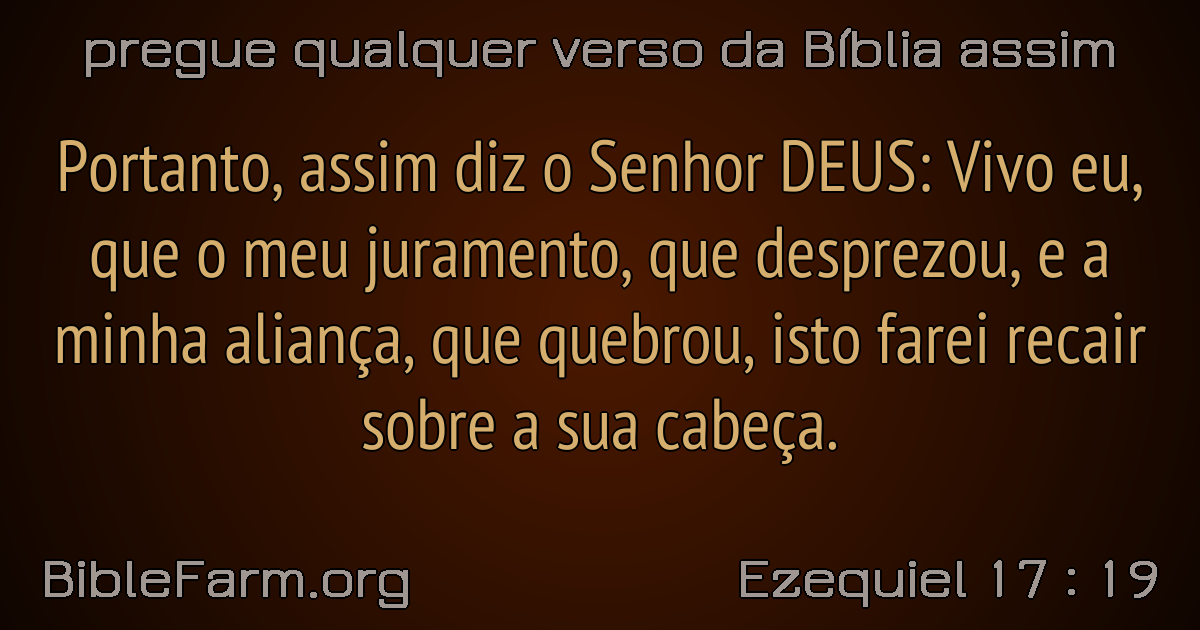 pregue qualquer verso da Bíblia assim
Portanto, assim diz o Senhor DEUS: Vivo eu,
que o meu juramento, que desprezou, e a
minha aliança, que quebrou, isto farei recair
sobre a sua cabeça.
BibleFarm.org
Ezequiel 17 : 19